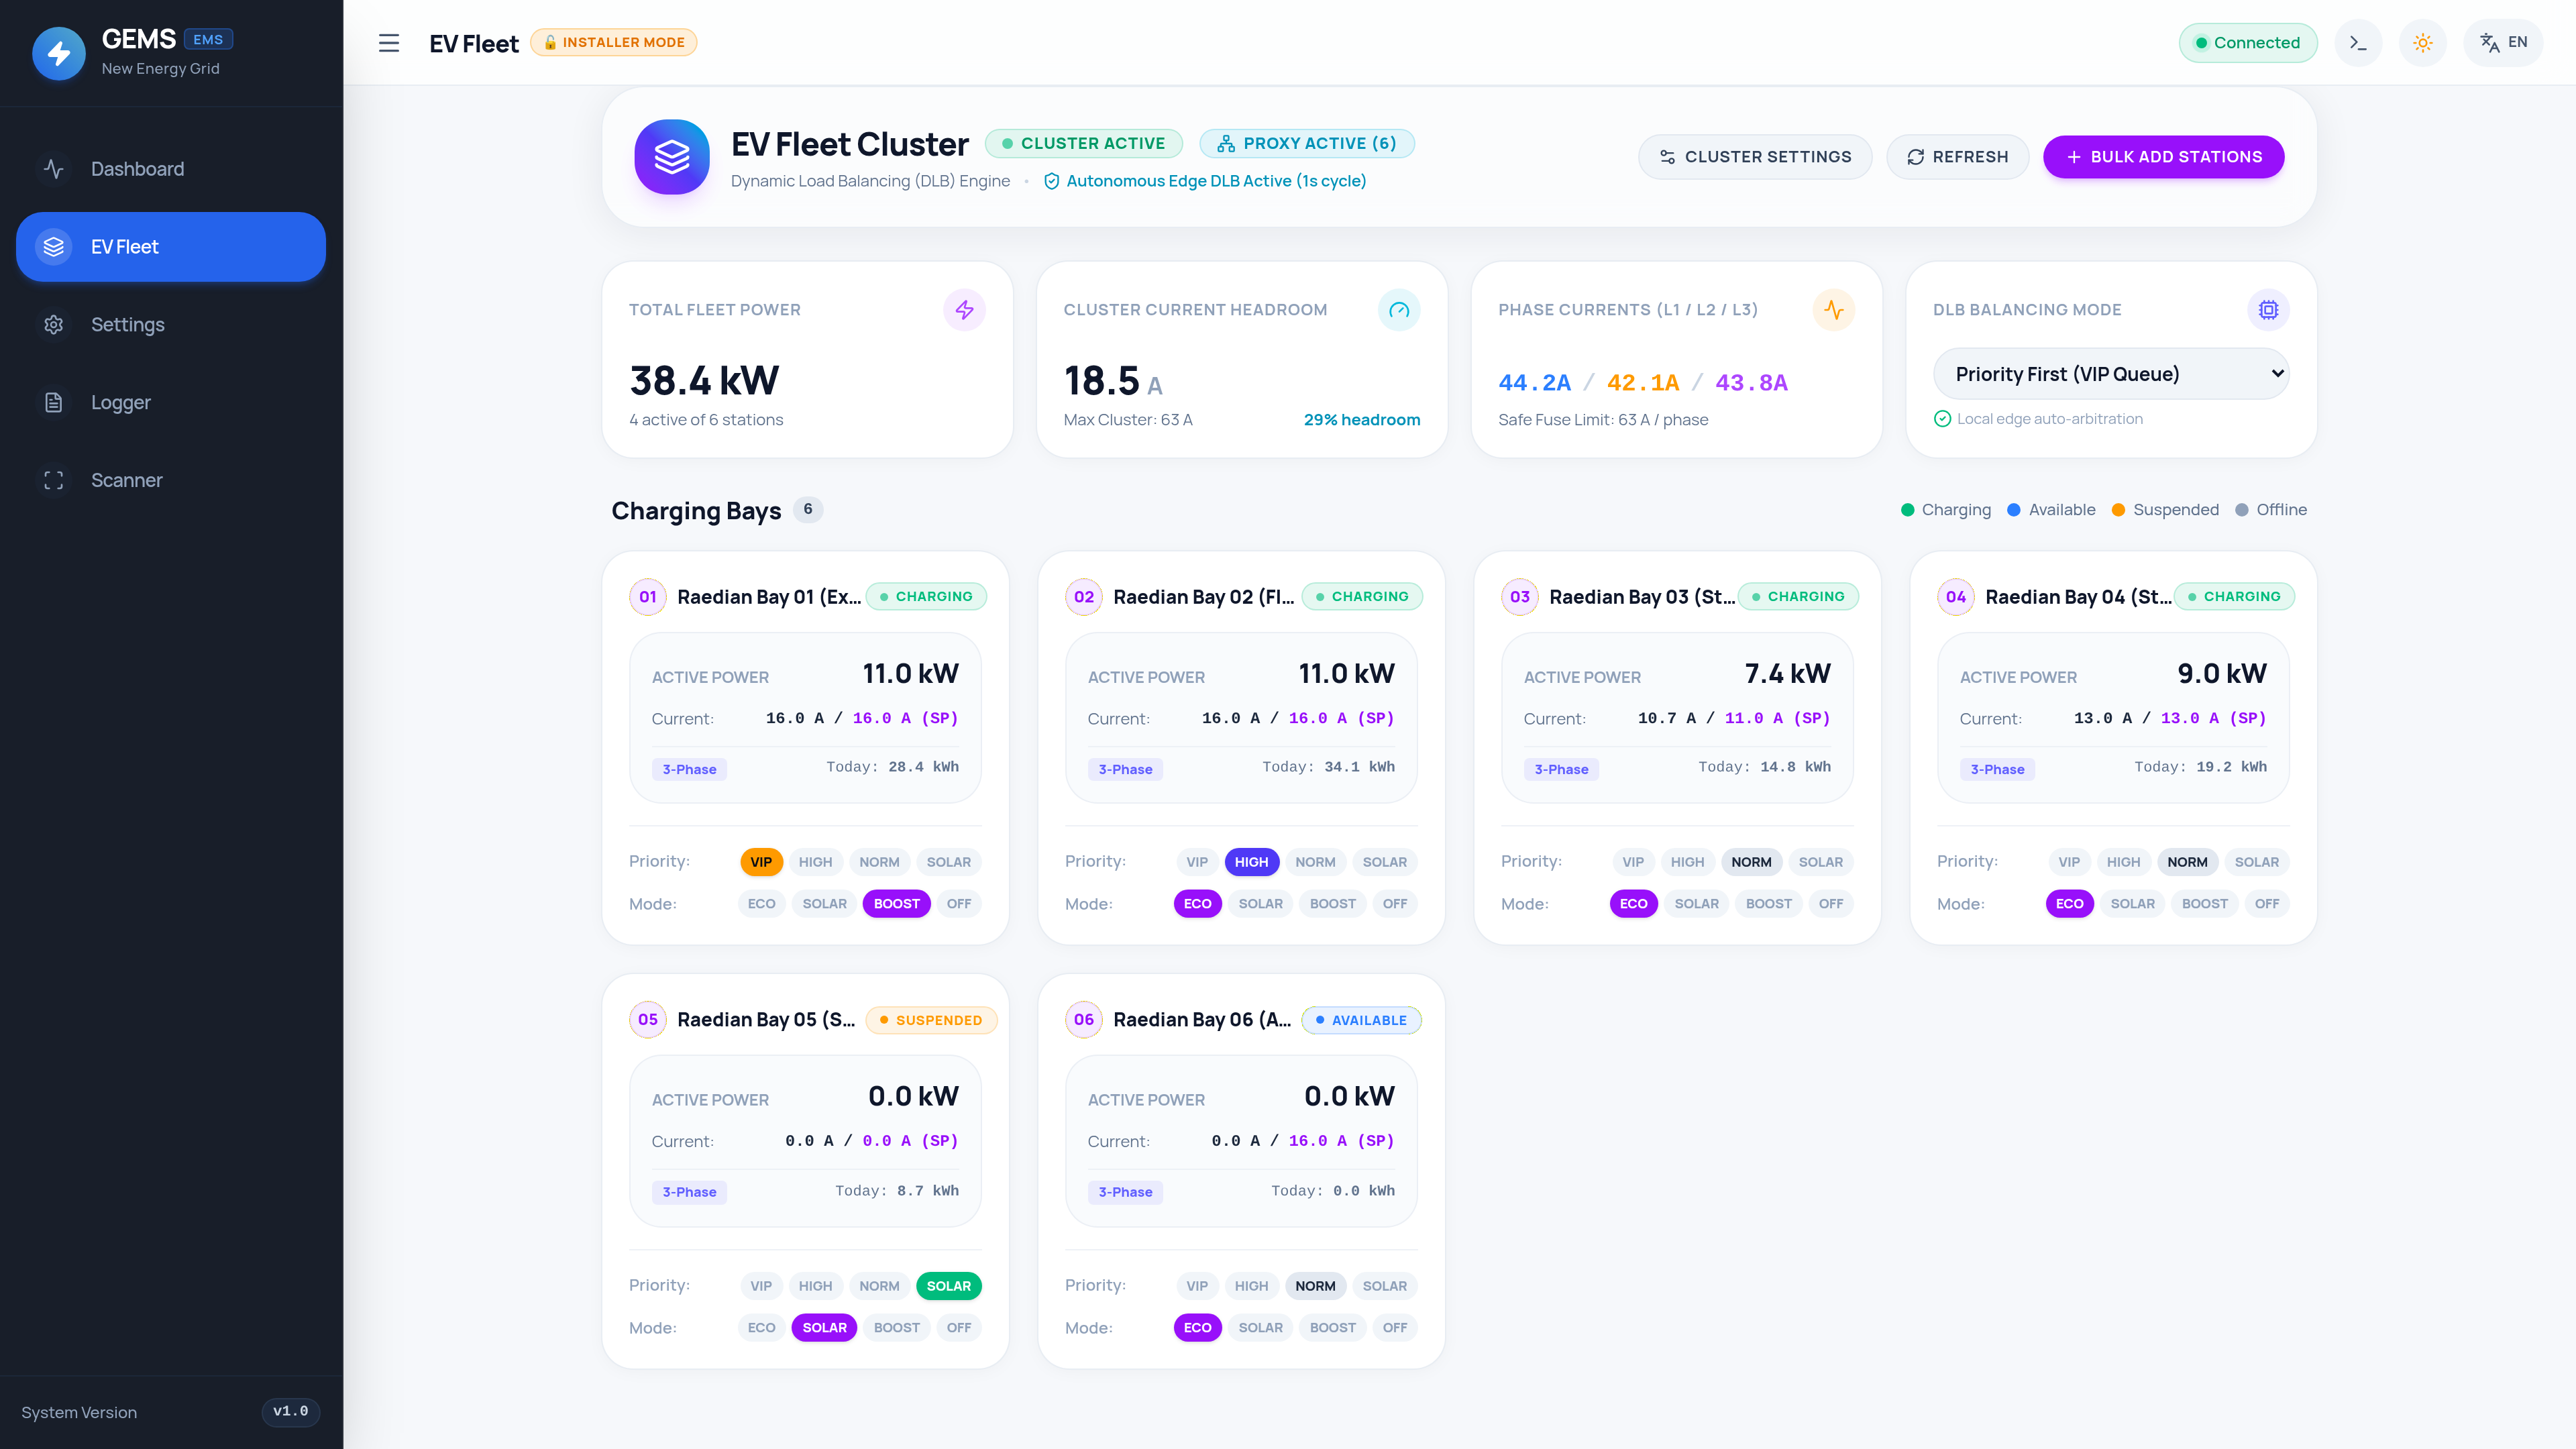 GEMS EMS
New Energy Grid
Dashboard
EV Fleet
Settings
Logger
Scanner
System Version v1.0
EV Fleet 🔓 INSTALLER MODE
Connected
EN
EV Fleet Cluster CLUSTER ACTIVE PROXY ACTIVE (6)
Dynamic Load Balancing (DLB) Engine • Autonomous Edge DLB Active (1s cycle)
CLUSTER SETTINGS REFRESH + BULK ADD STATIONS
TOTAL FLEET POWER
38.4 kW
4 active of 6 stations
CLUSTER CURRENT HEADROOM
18.5 A
Max Cluster: 63 A 29% headroom
PHASE CURRENTS (L1 / L2 / L3)
44.2A / 42.1A / 43.8A
Safe Fuse Limit: 63 A / phase
DLB BALANCING MODE
Priority First (VIP Queue)
Local edge auto-arbitration
Charging Bays 6
Charging Available Suspended Offline
01 Raedian Bay 01 (Ex... CHARGING
ACTIVE POWER 11.0 kW
Current: 16.0 A / 16.0 A (SP)
3-Phase Today: 28.4 kWh
Priority: VIP HIGH NORM SOLAR
Mode: ECO SOLAR BOOST OFF
02 Raedian Bay 02 (Fl... CHARGING
ACTIVE POWER 11.0 kW
Current: 16.0 A / 16.0 A (SP)
3-Phase Today: 34.1 kWh
Priority: VIP HIGH NORM SOLAR
Mode: ECO SOLAR BOOST OFF
03 Raedian Bay 03 (St... CHARGING
ACTIVE POWER 7.4 kW
Current: 10.7 A / 11.0 A (SP)
3-Phase Today: 14.8 kWh
Priority: VIP HIGH NORM SOLAR
Mode: ECO SOLAR BOOST OFF
04 Raedian Bay 04 (St... CHARGING
ACTIVE POWER 9.0 kW
Current: 13.0 A / 13.0 A (SP)
3-Phase Today: 19.2 kWh
Priority: VIP HIGH NORM SOLAR
Mode: ECO SOLAR BOOST OFF
05 Raedian Bay 05 (S... SUSPENDED
ACTIVE POWER 0.0 kW
Current: 0.0 A / 0.0 A (SP)
3-Phase Today: 8.7 kWh
Priority: VIP HIGH NORM SOLAR
Mode: ECO SOLAR BOOST OFF
06 Raedian Bay 06 (A... AVAILABLE
ACTIVE POWER 0.0 kW
Current: 0.0 A / 16.0 A (SP)
3-Phase Today: 0.0 kWh
Priority: VIP HIGH NORM SOLAR
Mode: ECO SOLAR BOOST OFF